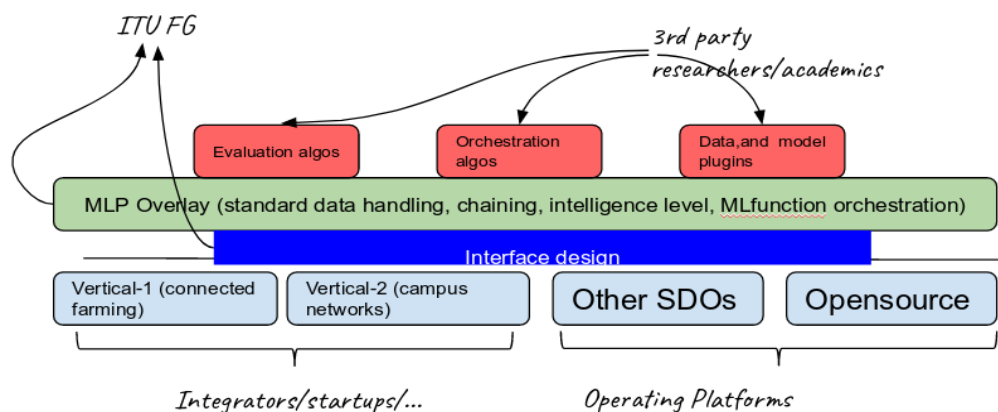 ITU FG
3rd party
researchers/academics
Evaluation algos
Orchestration
algos
Data,and model
plugins
MLP Overlay (standard data handling, chaining, intelligence level, MLfunction orchestration)
Interface design
Vertical-1 (connected
farming)
Vertical-2 (campus
networks)
Other SDOs
Opensource
Integrators/startups/...
Operating Platforms